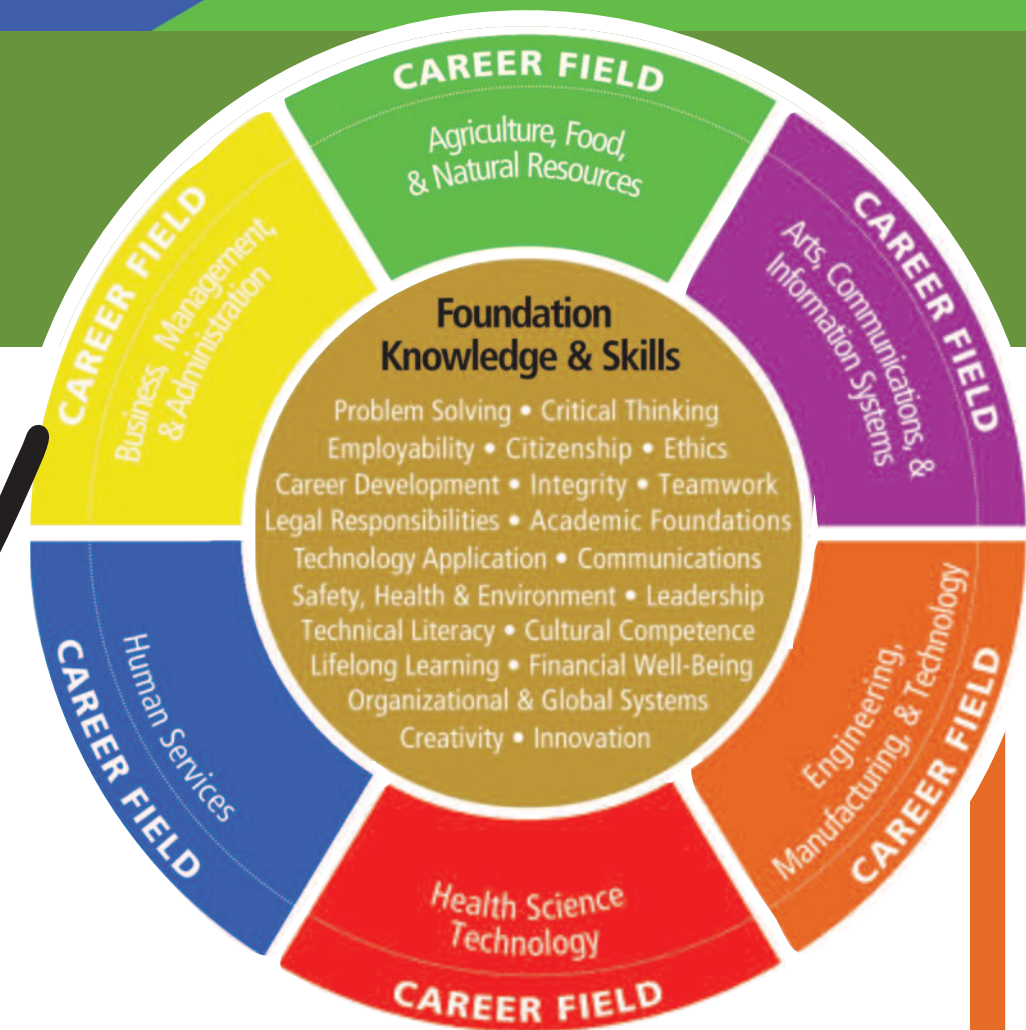 CAREER FIELD
Agriculture, Food,
& Natural Resources
CAREER FIELD
Arts, Communications, &
Information Systems
CAREER FIELD
Engineering,
Manufacturing, & Technology
CAREER FIELD
Health Science
Technology
CAREER FIELD
Human Services
CAREER FIELD
Business, Management,
& Administration
Foundation
Knowledge & Skills
Problem Solving • Critical Thinking
Employability • Citizenship • Ethics
Career Development • Integrity • Teamwork
Legal Responsibilities • Academic Foundations
Technology Application • Communications
Safety, Health & Environment • Leadership
Technical Literacy • Cultural Competence
Lifelong Learning • Financial Well-Being
Organizational & Global Systems
Creativity • Innovation